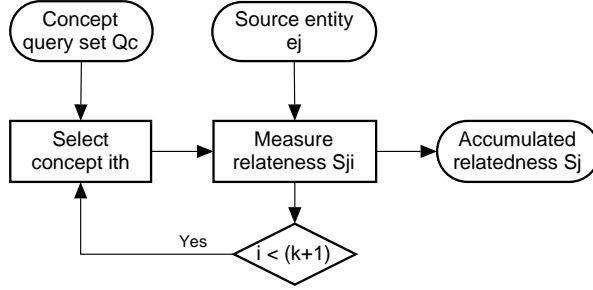 Concept
query set Qc
Source entity
ej
Select
concept ith
Measure
relateness Sji
Accumulated
relatedness Sj
Yes
i < (k+1)